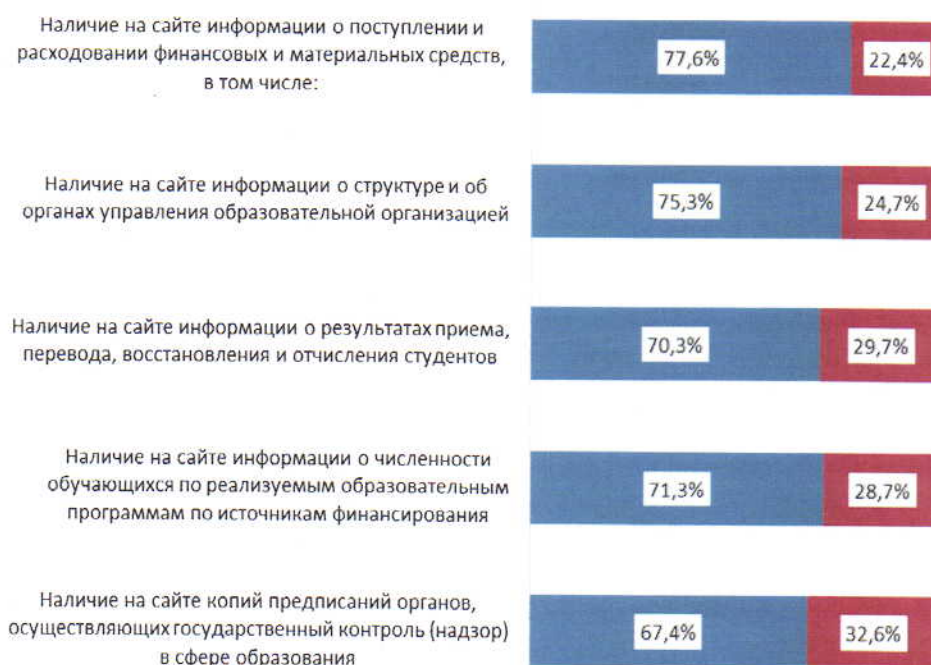 Наличие на сайте информации о поступлении и
расходовании финансовых и материальных средств,
в том числе:
77,6% 22,4%
Наличие на сайте информации о структуре и об
органах управления образовательной организацией
75,3% 24,7%
Наличие на сайте информации о результатах приема,
перевода, восстановления и отчисления студентов
70,3% 29,7%
Наличие на сайте информации о численности
обучающихся по реализуемым образовательным
программам по источникам финансирования
71,3% 28,7%
Наличие на сайте копий предписаний органов,
осуществляющих государственный контроль (надзор)
в сфере образования
67,4% 32,6%